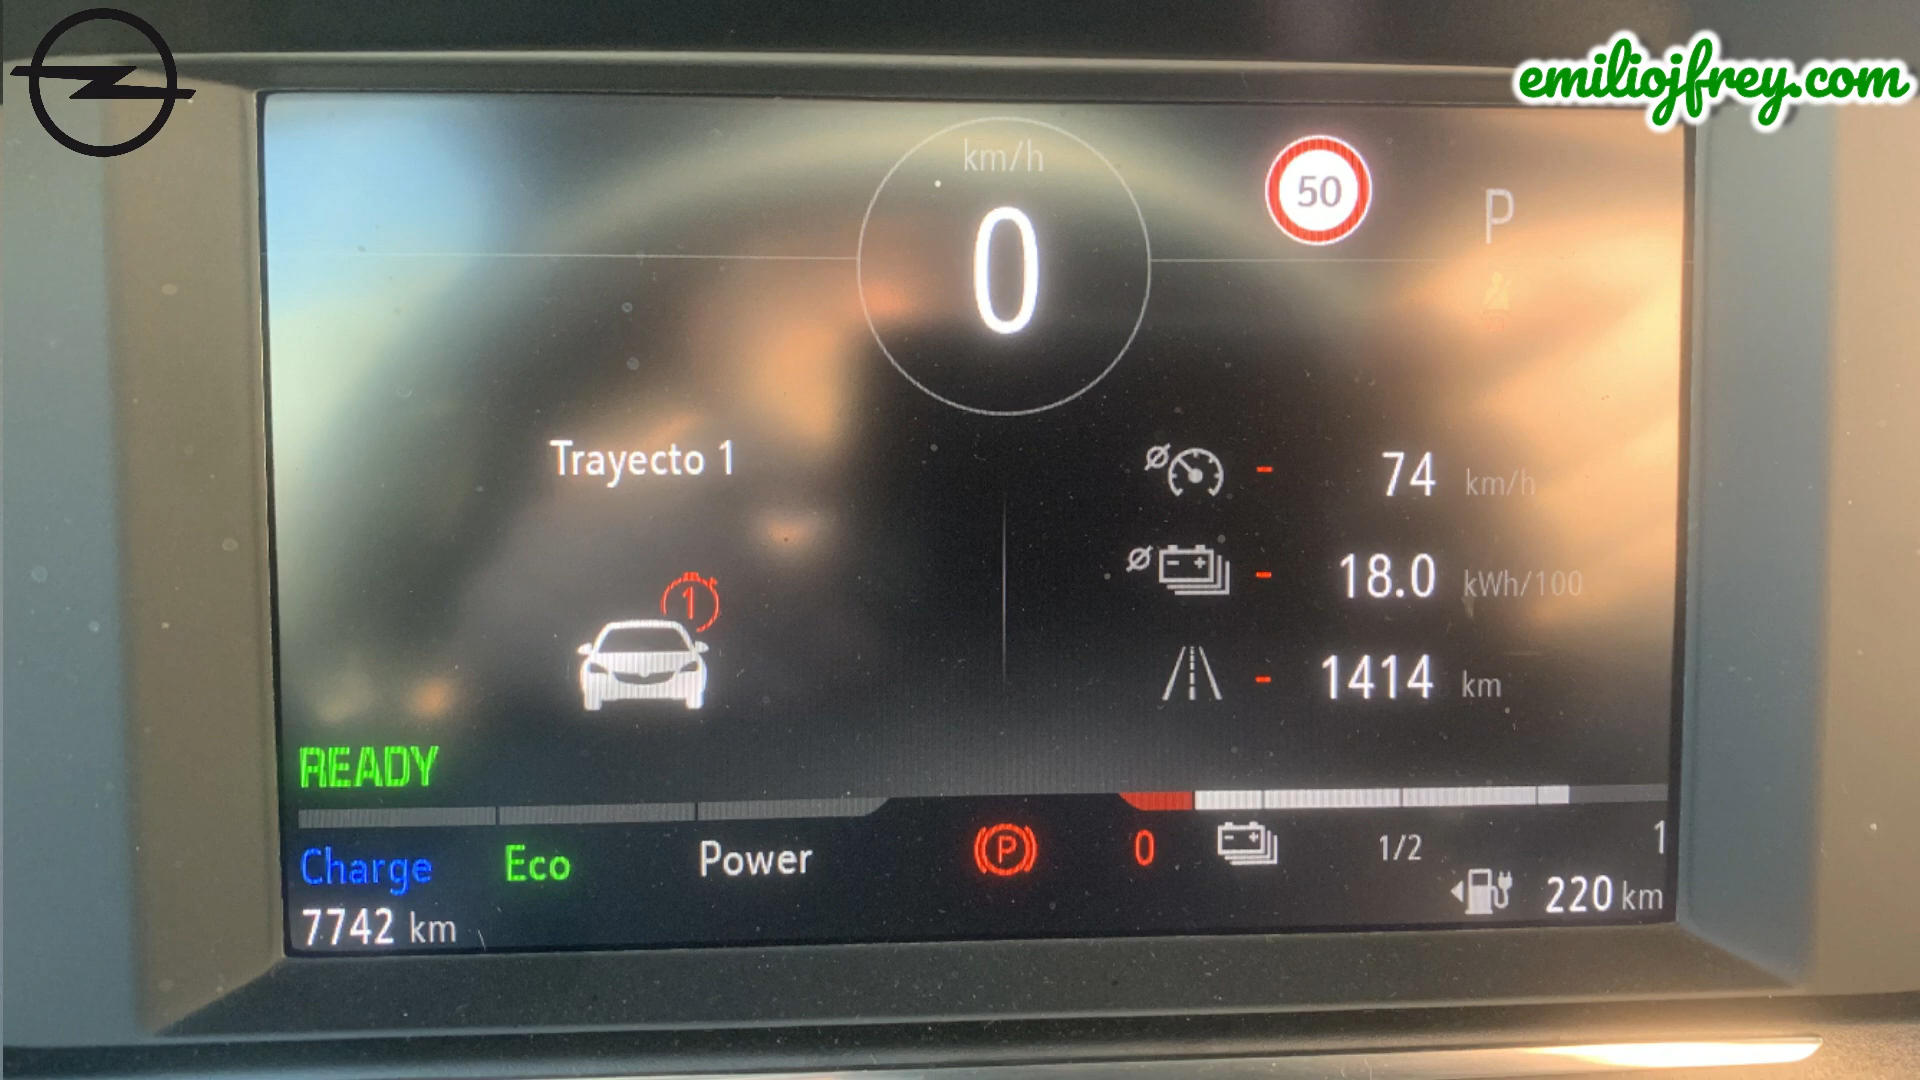 emiliojfrey.com
km/h
0
50
P
Trayecto 1
74 km/h
18.0 kWh/100
1
1414 km
READY
Charge Eco Power
P
0 1/2 1
7742 km
220 km